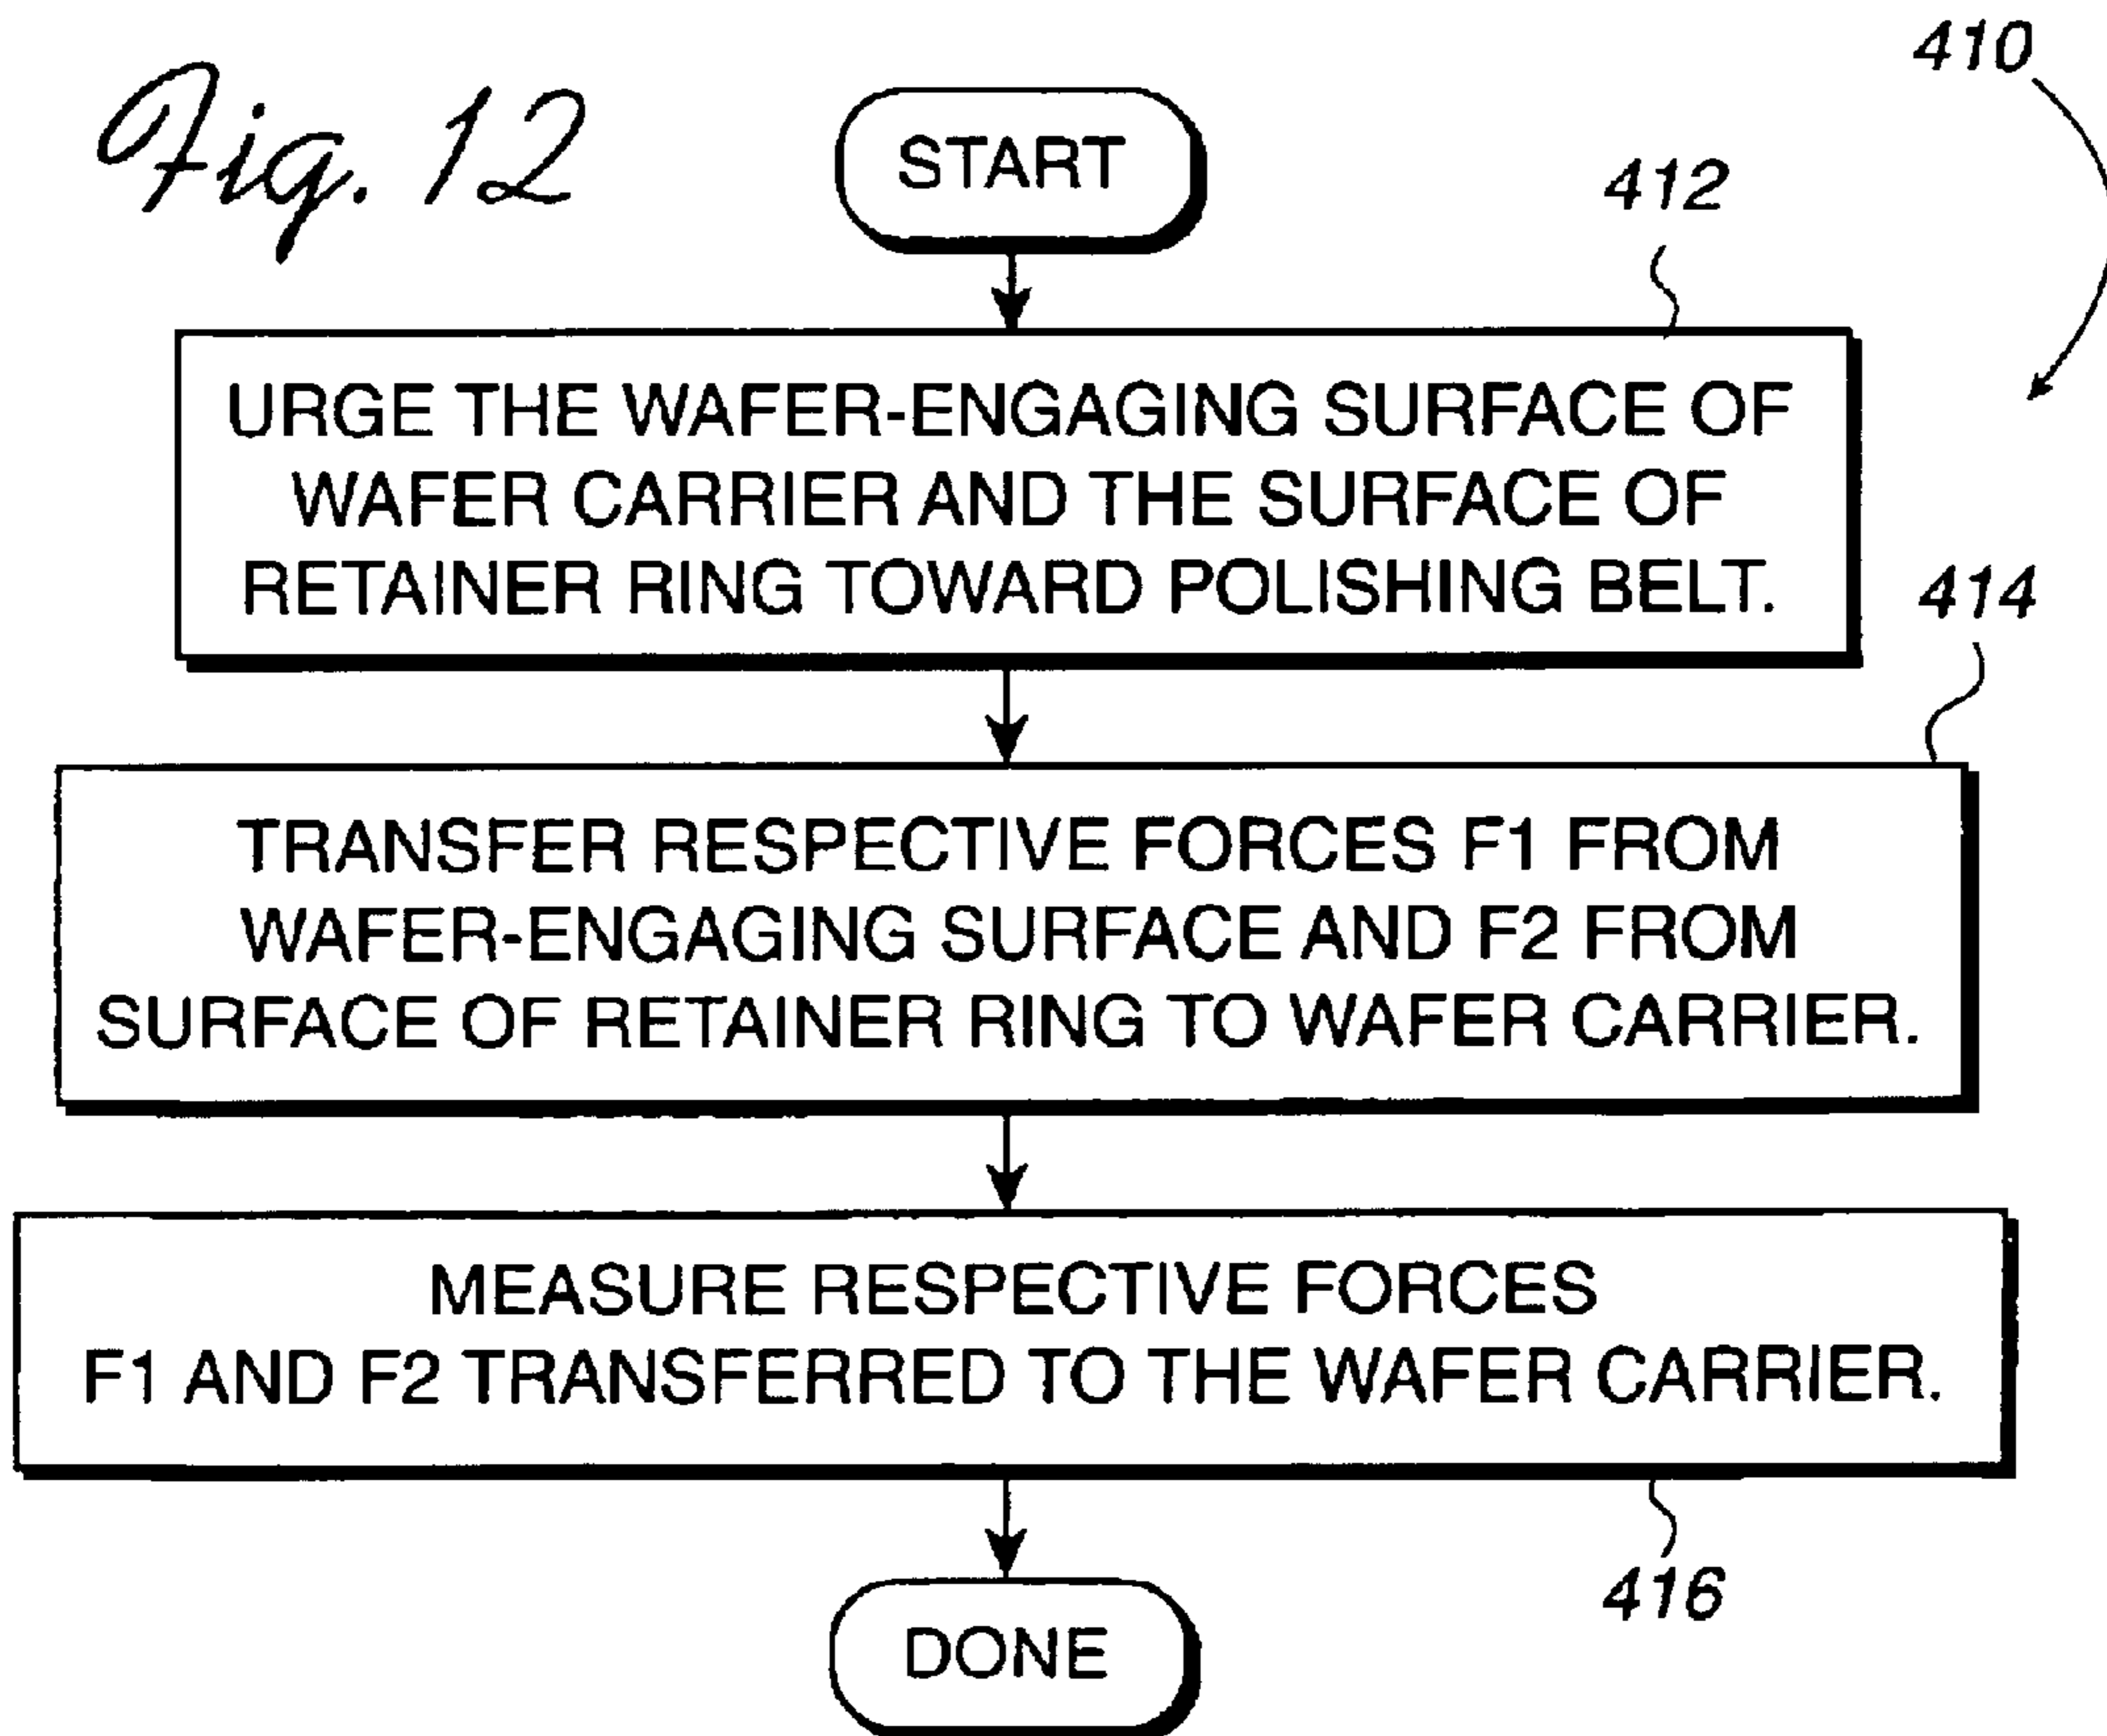 Fig. 12
410
START
412
URGE THE WAFER-ENGAGING SURFACE OF
WAFER CARRIER AND THE SURFACE OF
RETAINER RING TOWARD POLISHING BELT.
414
TRANSFER RESPECTIVE FORCES F1 FROM
WAFER-ENGAGING SURFACE AND F2 FROM
SURFACE OF RETAINER RING TO WAFER CARRIER.
MEASURE RESPECTIVE FORCES
F1 AND F2 TRANSFERRED TO THE WAFER CARRIER.
416
DONE